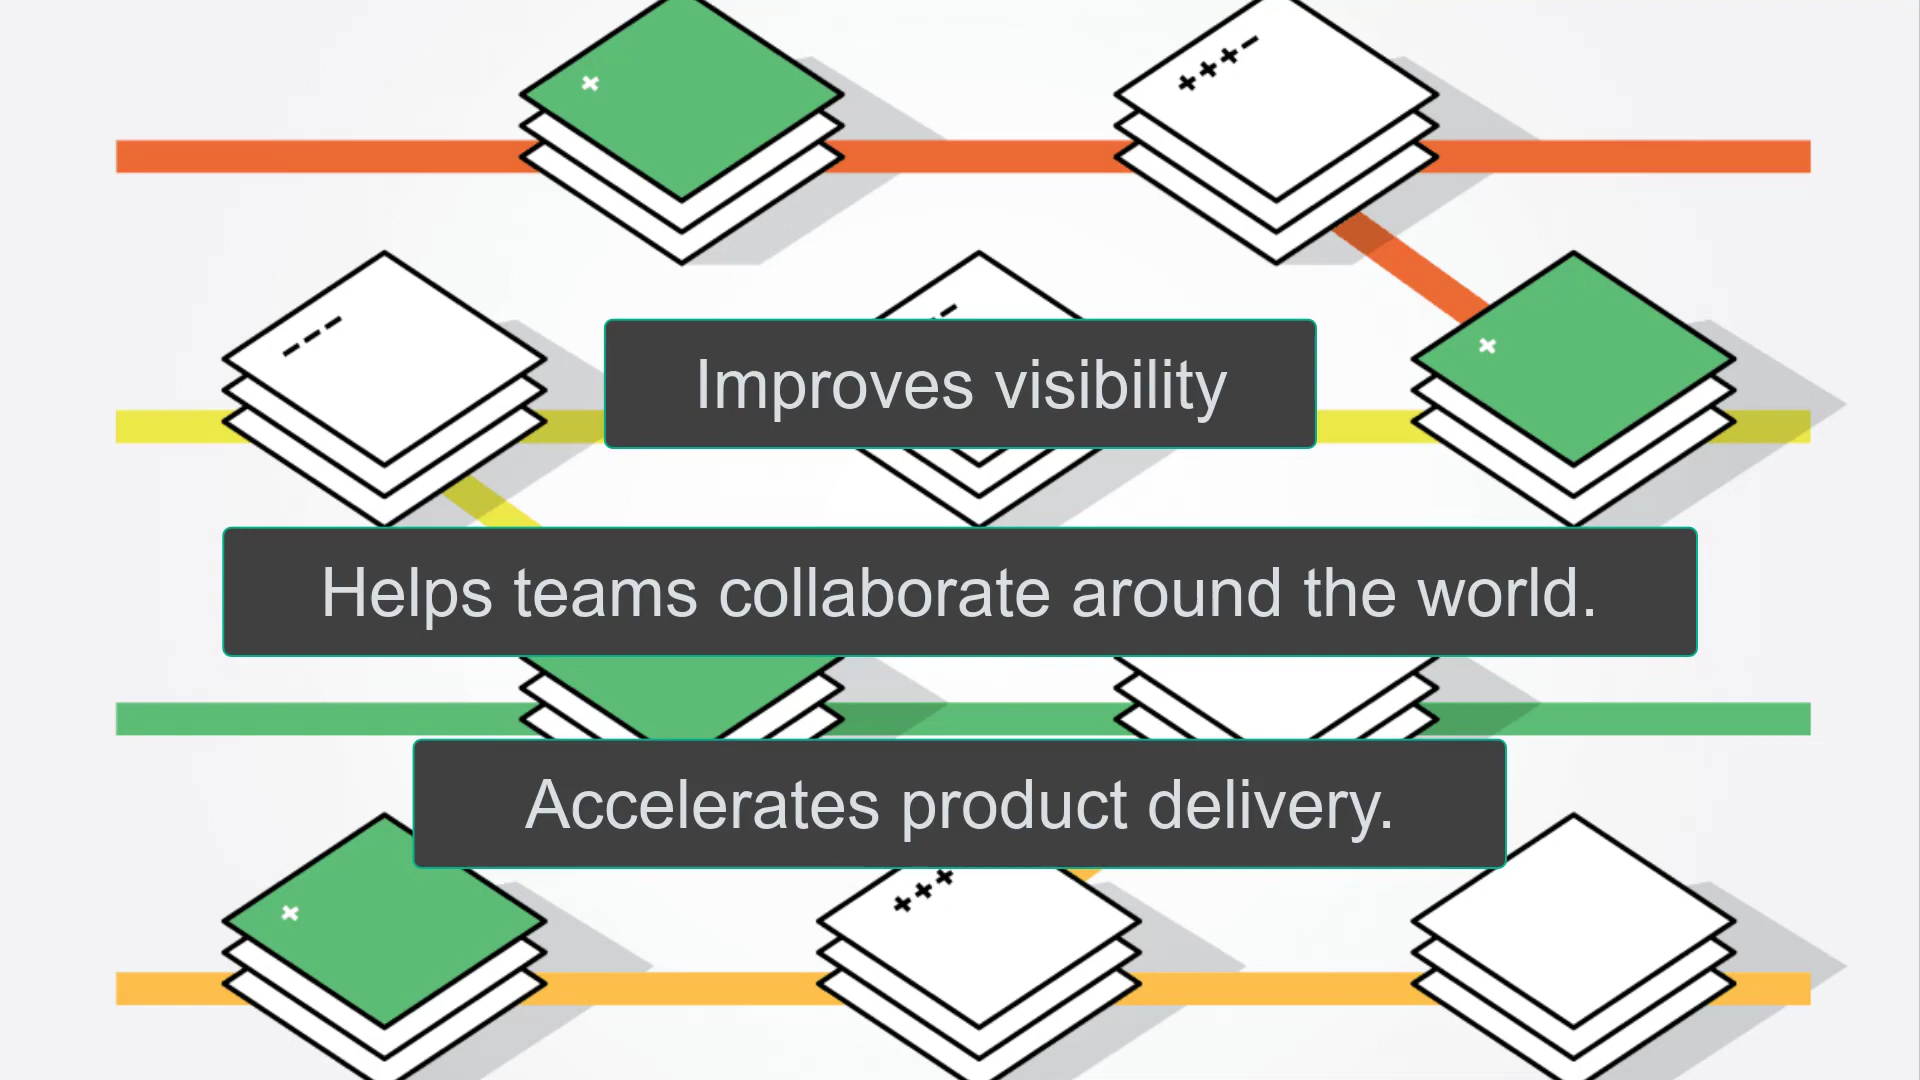 Improves visibility
Helps teams collaborate around the world.
Accelerates product delivery.